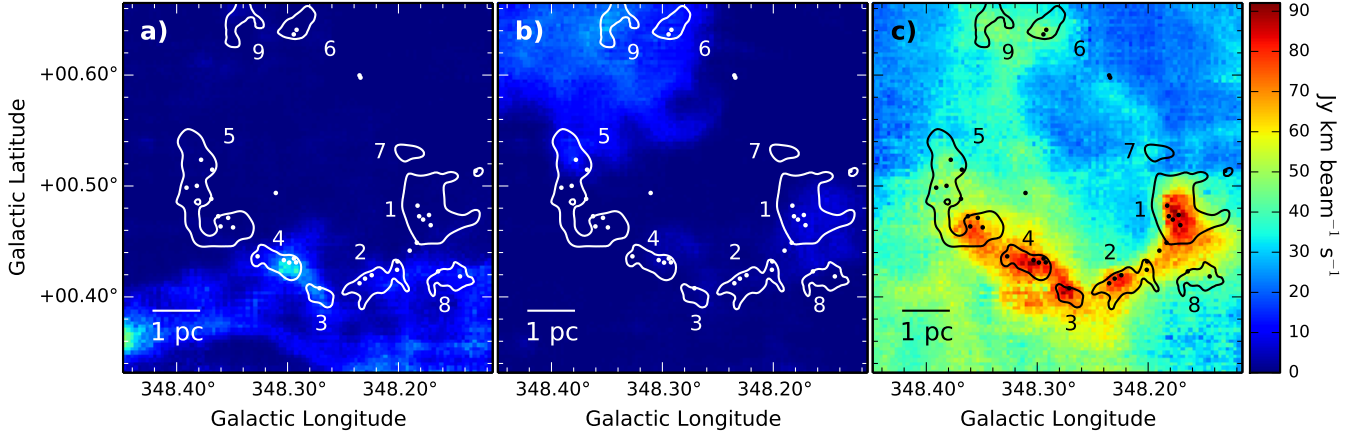 a) 9 6 b) 9 6 c) 9 6 90
80
+00.60° 70
5 7 5 7 5 7 60
+00.50° 50
1 1 1 40
4 2 4 2 4 2 30
+00.40° 8 8 8 20
3 3 3 10
1 pc 1 pc 1 pc
0
348.40° 348.30° 348.20° 348.40° 348.30° 348.20° 348.40° 348.30° 348.20°
Galactic Longitude Galactic Longitude Galactic Longitude
Galactic Latitude
Jy km beam⁻¹ s⁻¹